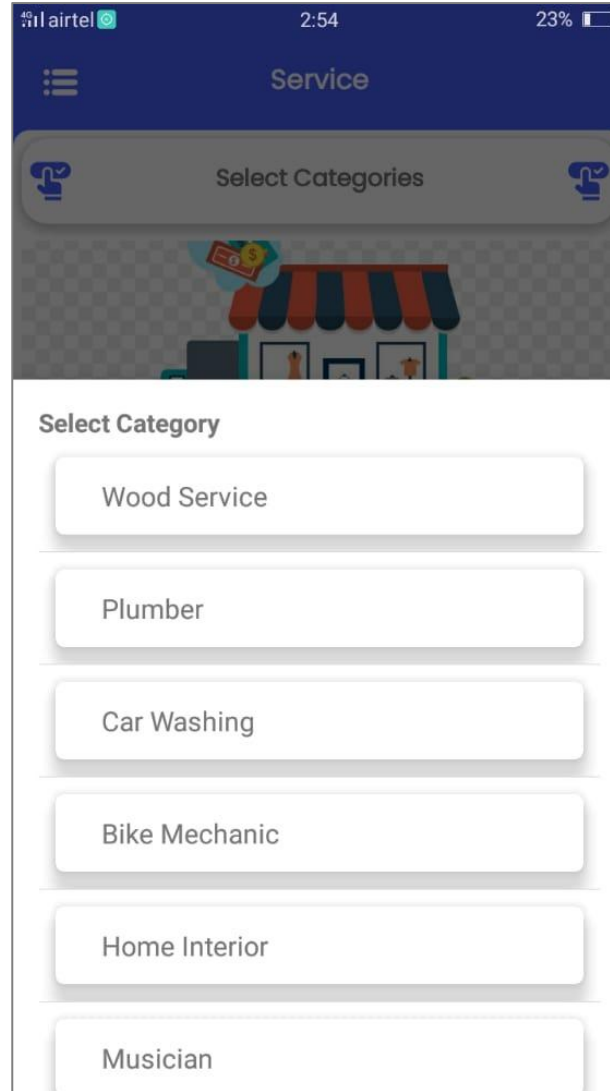 4G airtel 2:54 23%
Service
Select Categories
Select Category
Wood Service
Plumber
Car Washing
Bike Mechanic
Home Interior
Musician